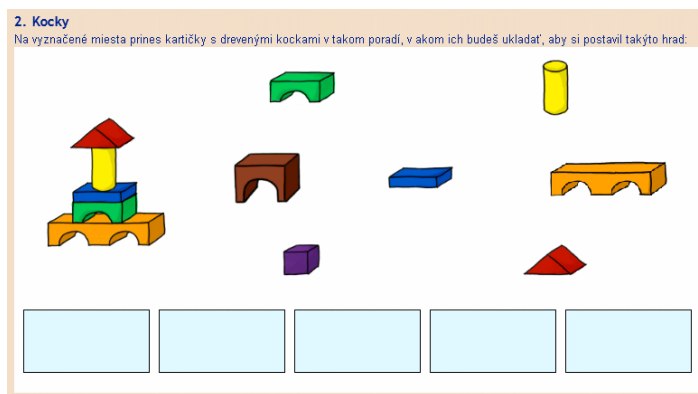 2. Kocky
Na vyznačené miesta prines kartičky s drevenými kockami v takom poradí, v akom ich budeš ukladať, aby si postavil takýto hrad: